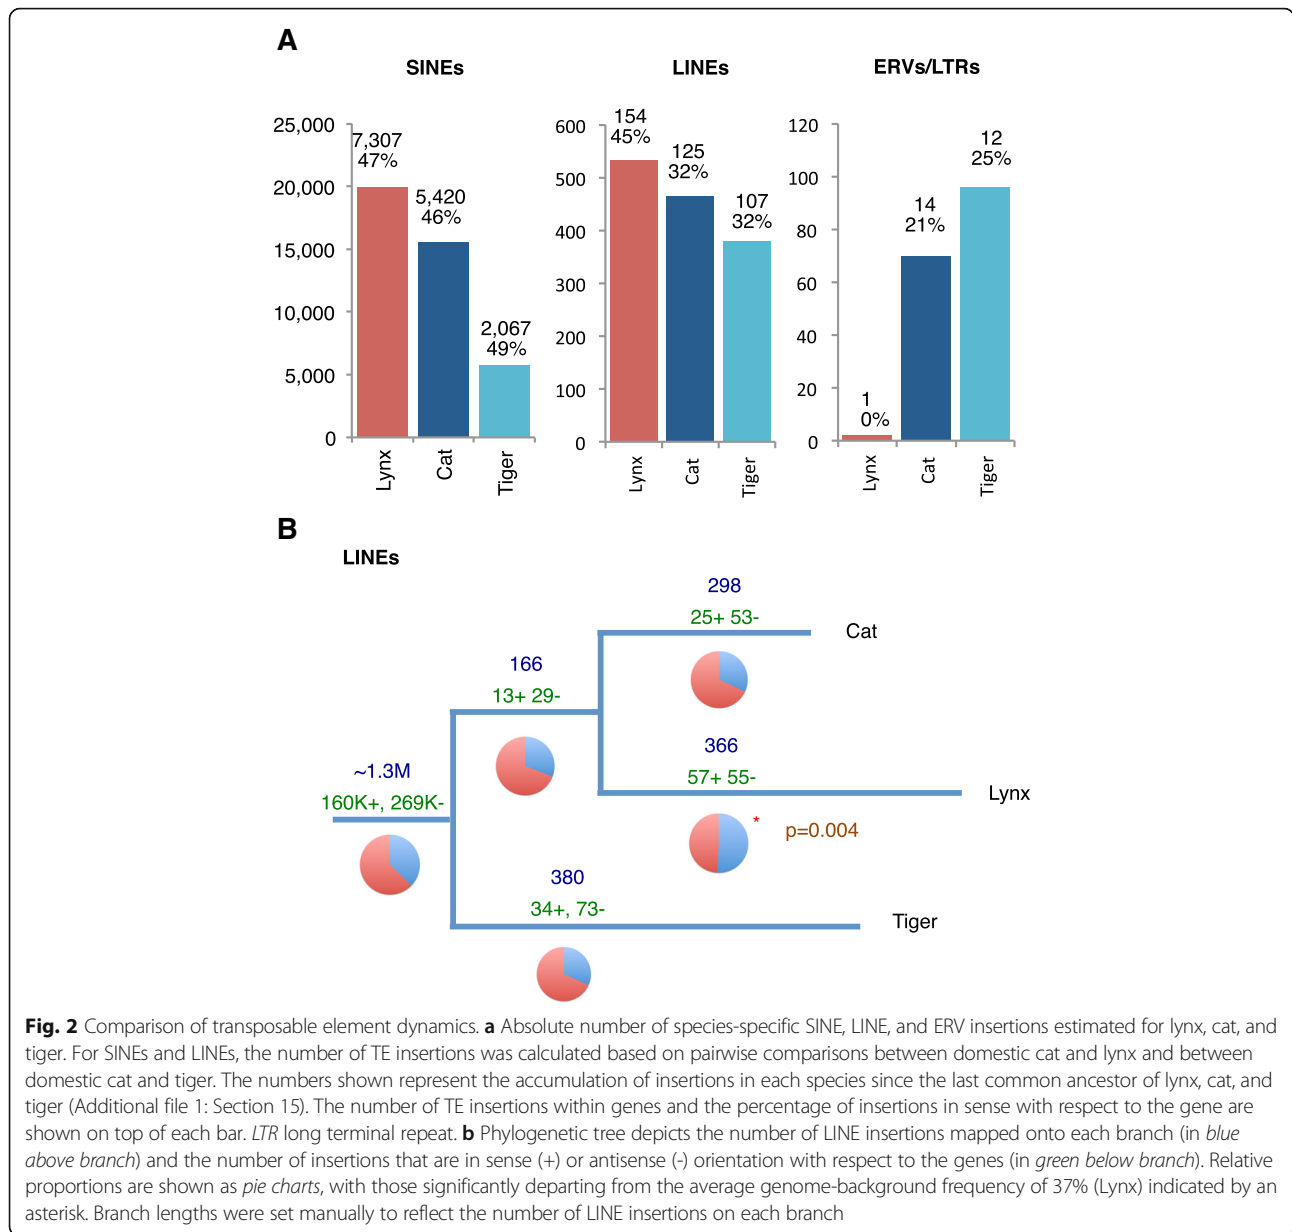 A
SINEs
LINEs
ERVs/LTRs
25,000
20,000
15,000
10,000
5,000
0
7,307
47%
5,420
46%
2,067
49%
Lynx
Cat
Tiger
600
500
400
300
200
100
0
154
45%
125
32%
107
32%
Lynx
Cat
Tiger
120
100
80
60
40
20
0
1
0%
14
21%
12
25%
Lynx
Cat
Tiger
B
LINEs
298
25+ 53-
Cat
166
13+ 29-
366
57+ 55-
Lynx
* p=0.004
~1.3M
160K+, 269K-
380
34+, 73-
Tiger
Fig. 2 Comparison of transposable element dynamics. a Absolute number of species-specific SINE, LINE, and ERV insertions estimated for lynx, cat, and
tiger. For SINEs and LINEs, the number of TE insertions was calculated based on pairwise comparisons between domestic cat and lynx and between
domestic cat and tiger. The numbers shown represent the accumulation of insertions in each species since the last common ancestor of lynx, cat, and
tiger (Additional file 1: Section 15). The number of TE insertions within genes and the percentage of insertions in sense with respect to the gene are
shown on top of each bar. LTR long terminal repeat. b Phylogenetic tree depicts the number of LINE insertions mapped onto each branch (in blue
above branch) and the number of insertions that are in sense (+) or antisense (-) orientation with respect to the genes (in green below branch). Relative
proportions are shown as pie charts, with those significantly departing from the average genome-background frequency of 37% (Lynx) indicated by an
asterisk. Branch lengths were set manually to reflect the number of LINE insertions on each branch